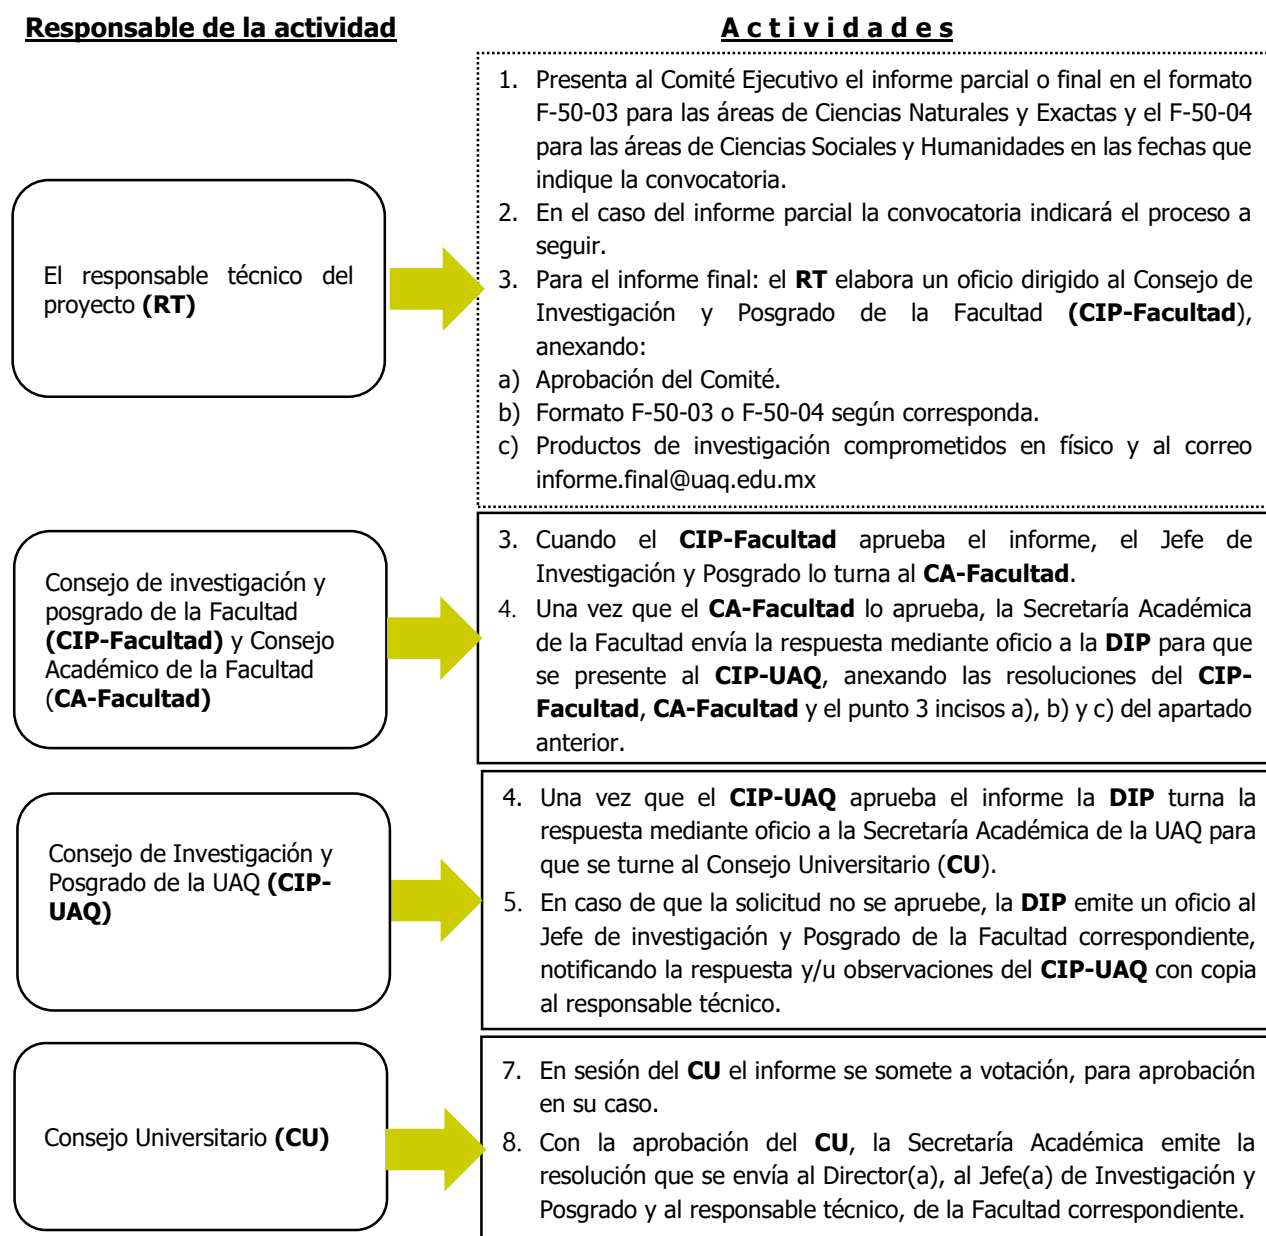 Responsable de la actividad
A c t i v i d a d e s
El responsable técnico del
proyecto (RT)
1. Presenta al Comité Ejecutivo el informe parcial o final en el formato
F-50-03 para las áreas de Ciencias Naturales y Exactas y el F-50-04
para las áreas de Ciencias Sociales y Humanidades en las fechas que
indique la convocatoria.
2. En el caso del informe parcial la convocatoria indicará el proceso a
seguir.
3. Para el informe final: el RT elabora un oficio dirigido al Consejo de
Investigación y Posgrado de la Facultad (CIP-Facultad),
anexando:
a) Aprobación del Comité.
b) Formato F-50-03 o F-50-04 según corresponda.
c) Productos de investigación comprometidos en físico y al correo
informe.final@uaq.edu.mx
Consejo de investigación y
posgrado de la Facultad
(CIP-Facultad) y Consejo
Académico de la Facultad
(CA-Facultad)
3. Cuando el CIP-Facultad aprueba el informe, el Jefe de
Investigación y Posgrado lo turna al CA-Facultad.
4. Una vez que el CA-Facultad lo aprueba, la Secretaría Académica
de la Facultad envía la respuesta mediante oficio a la DIP para que
se presente al CIP-UAQ, anexando las resoluciones del CIP-
Facultad, CA-Facultad y el punto 3 incisos a), b) y c) del apartado
anterior.
Consejo de Investigación y
Posgrado de la UAQ (CIP-
UAQ)
4. Una vez que el CIP-UAQ aprueba el informe la DIP turna la
respuesta mediante oficio a la Secretaría Académica de la UAQ para
que se turne al Consejo Universitario (CU).
5. En caso de que la solicitud no se apruebe, la DIP emite un oficio al
Jefe de investigación y Posgrado de la Facultad correspondiente,
notificando la respuesta y/u observaciones del CIP-UAQ con copia
al responsable técnico.
Consejo Universitario (CU)
7. En sesión del CU el informe se somete a votación, para aprobación
en su caso.
8. Con la aprobación del CU, la Secretaría Académica emite la
resolución que se envía al Director(a), al Jefe(a) de Investigación y
Posgrado y al responsable técnico, de la Facultad correspondiente.